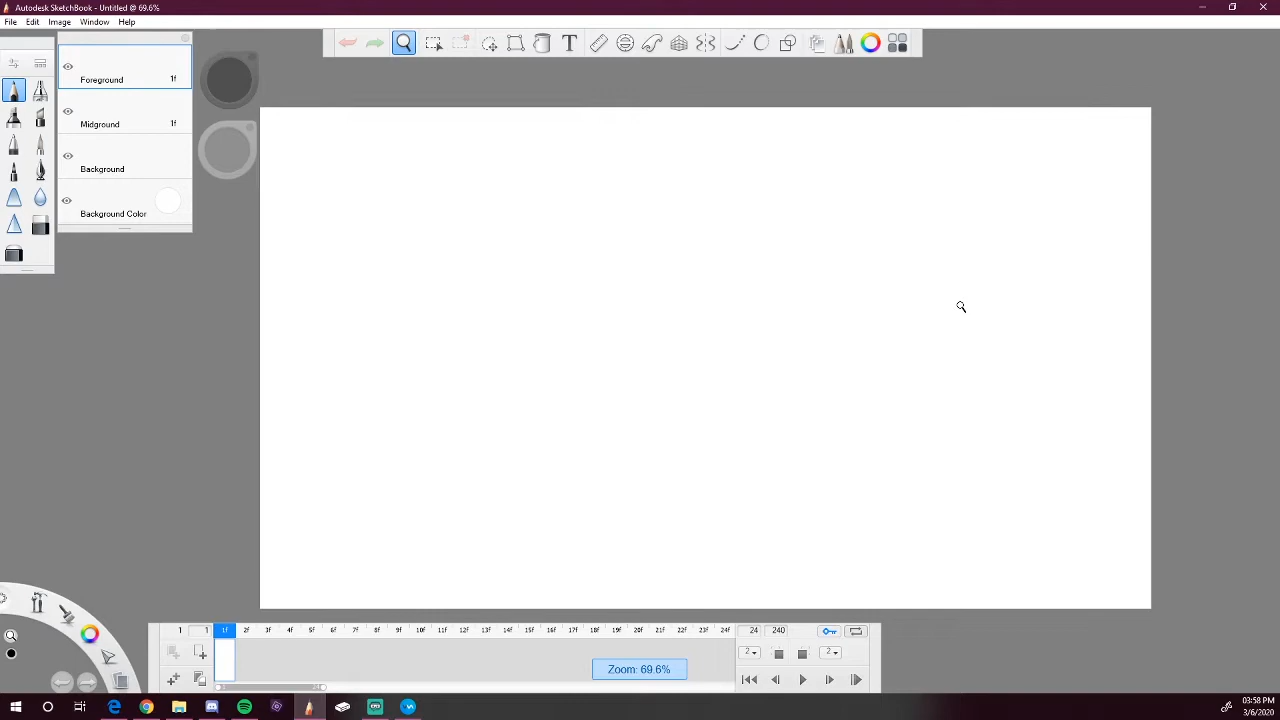 Autodesk SketchBook - Untitled @ 69.6%
File Edit Image Window Help
Foreground 1f
Midground 1f
Background
Background Color
T
1 1 1f 2f 3f 4f 5f 6f 7f 8f 9f 10f 11f 12f 13f 14f 15f 16f 17f 18f 19f 20f 21f 22f 23f 24f 24 240
2 2
Zoom: 69.6%
03:58 PM
3/6/2020